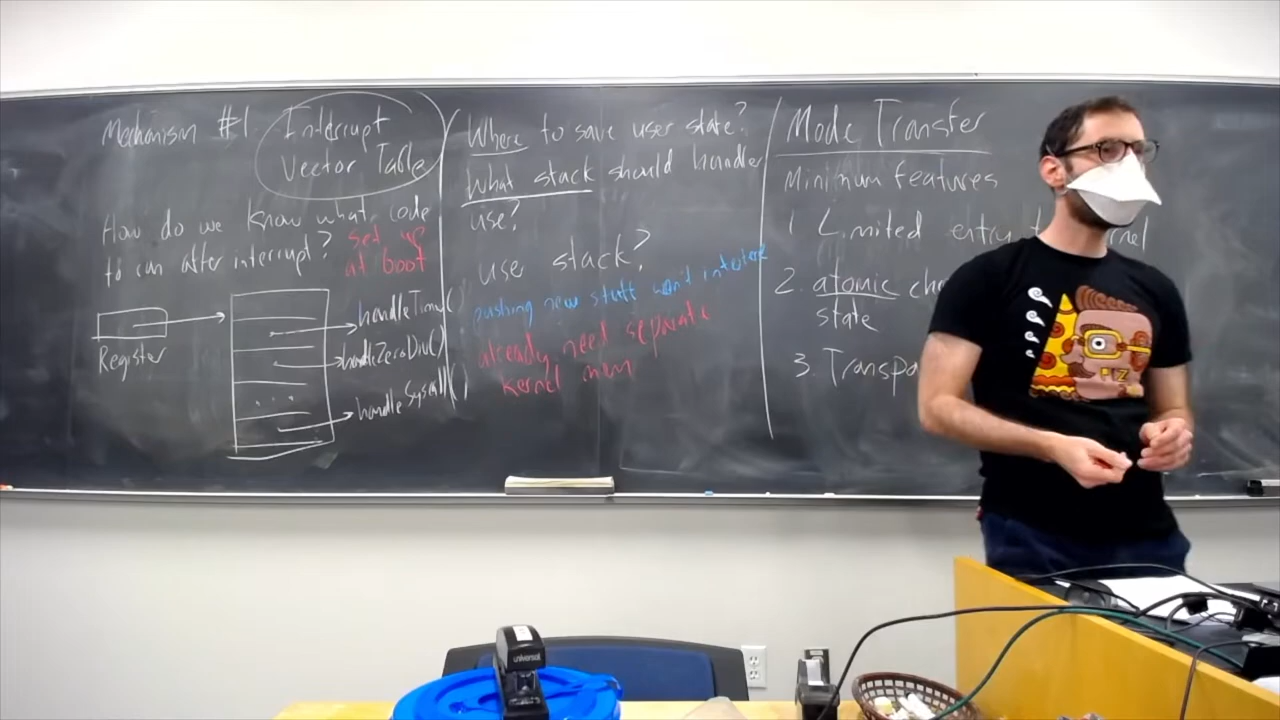 Mechanism #1.
Interrupt
Vector Table
How do we know what code
to run after interrupt?
set up
at boot
Register
handleTimer()
handleZeroDiv()
...
handleSyscall()
Where to save user state?
What stack should handler
use?
use stack?
pushing new stuff won't interfere
already need separate
kernel mem
Mode Transfer
Minimum features
1 Limited entry
2. atomic
state
3.
universal